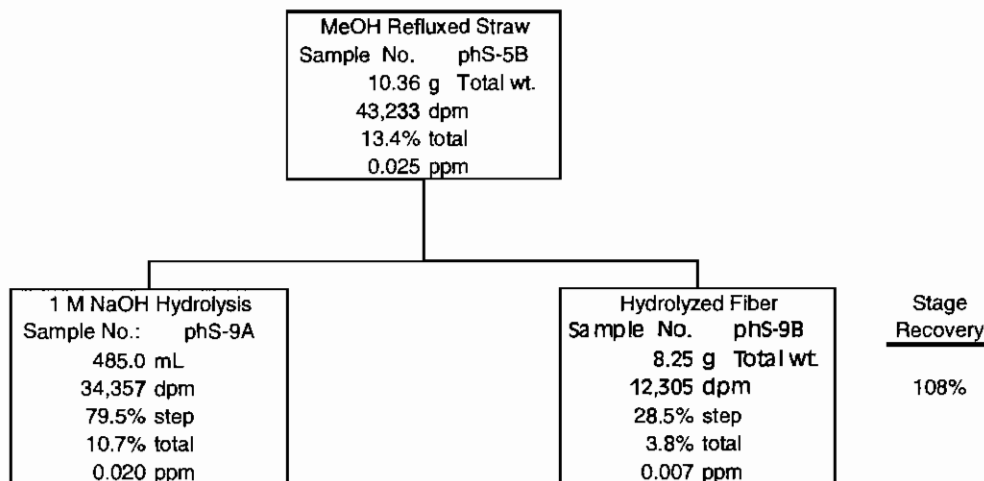 MeOH Refluxed Straw
Sample No. phS-5B
10.36 g Total wt.
43,233 dpm
13.4% total
0.025 ppm
1 M NaOH Hydrolysis
Sample No.: phS-9A
485.0 mL
34,357 dpm
79.5% step
10.7% total
0.020 ppm
Hydrolyzed Fiber
Sample No. phS-9B
8.25 g Total wt.
12,305 dpm
28.5% step
3.8% total
0.007 ppm
Stage
Recovery
108%